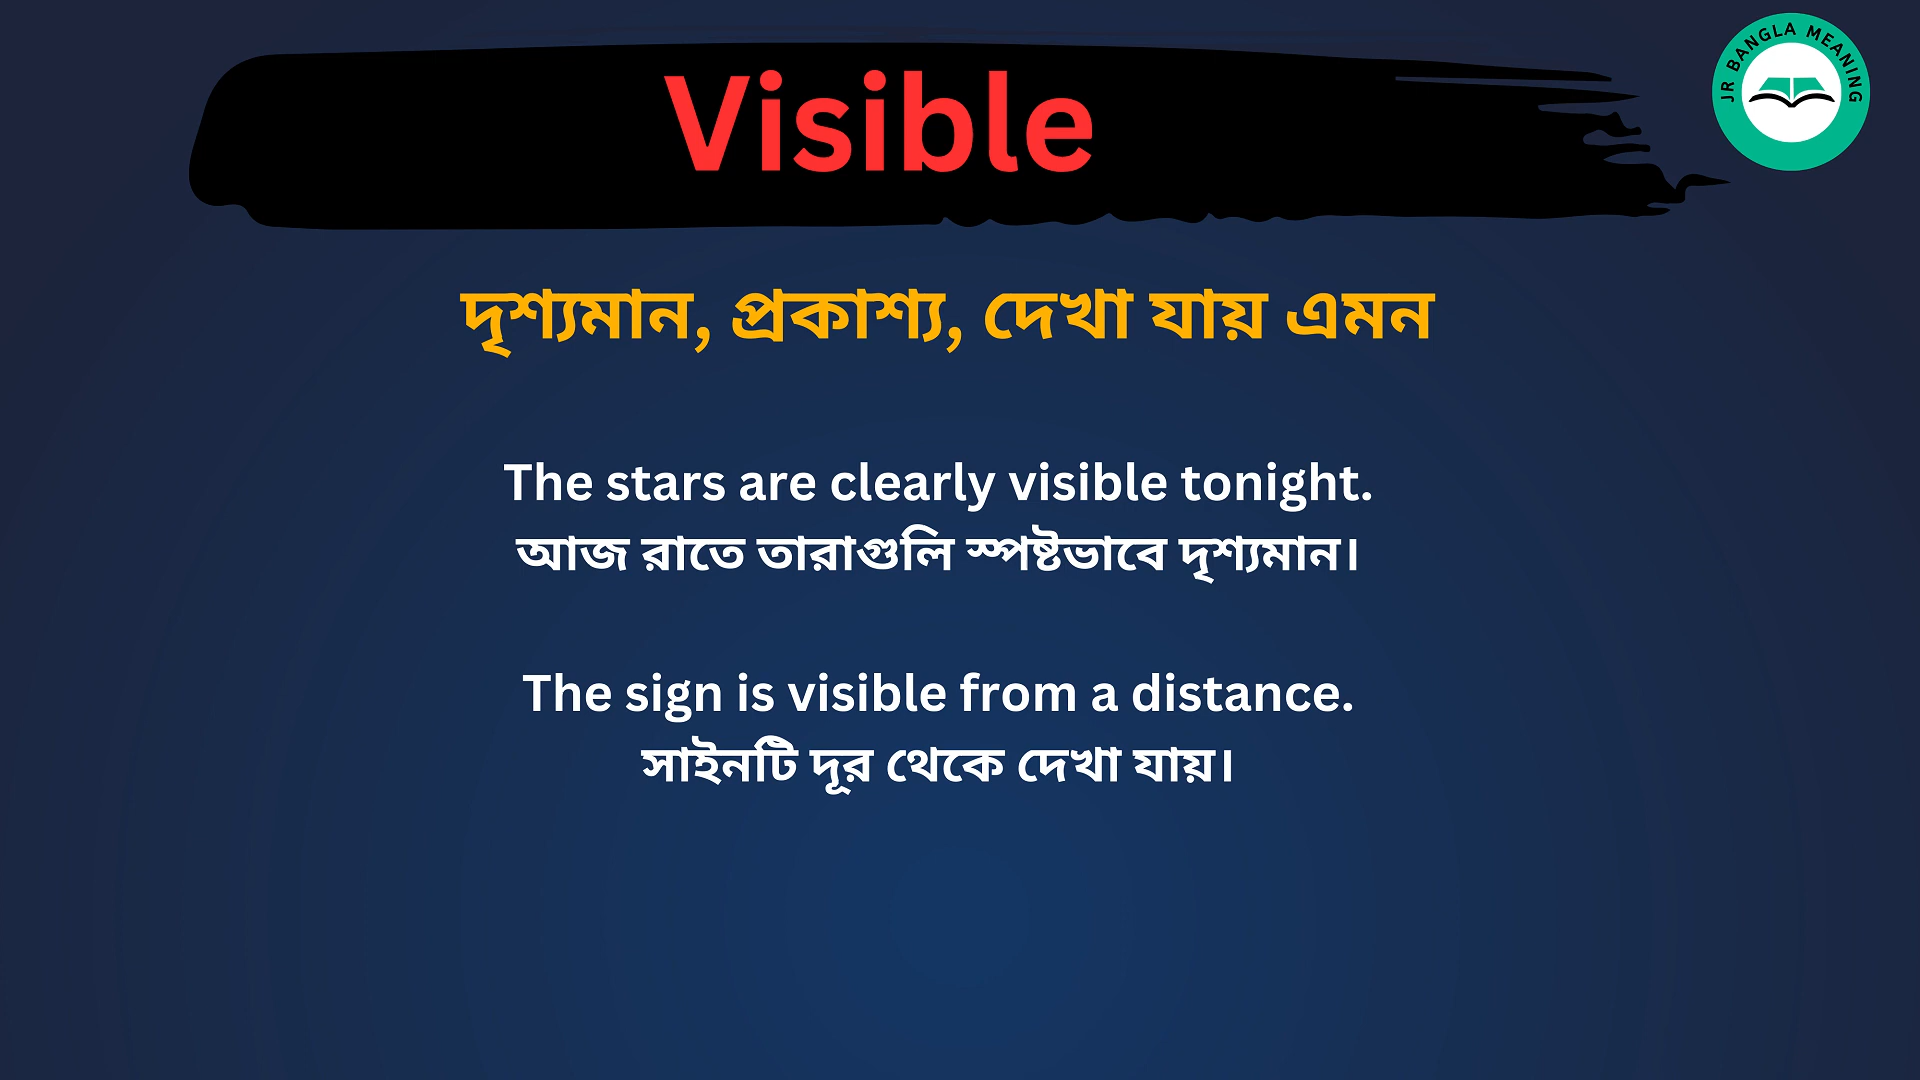 Visible
JR BANGLA MEANING
দৃশ্যমান, প্রকাশ্য, দেখা যায় এমন
The stars are clearly visible tonight.
আজ রাতে তারাগুলি স্পষ্টভাবে দৃশ্যমান।
The sign is visible from a distance.
সাইনটি দূর থেকে দেখা যায়।